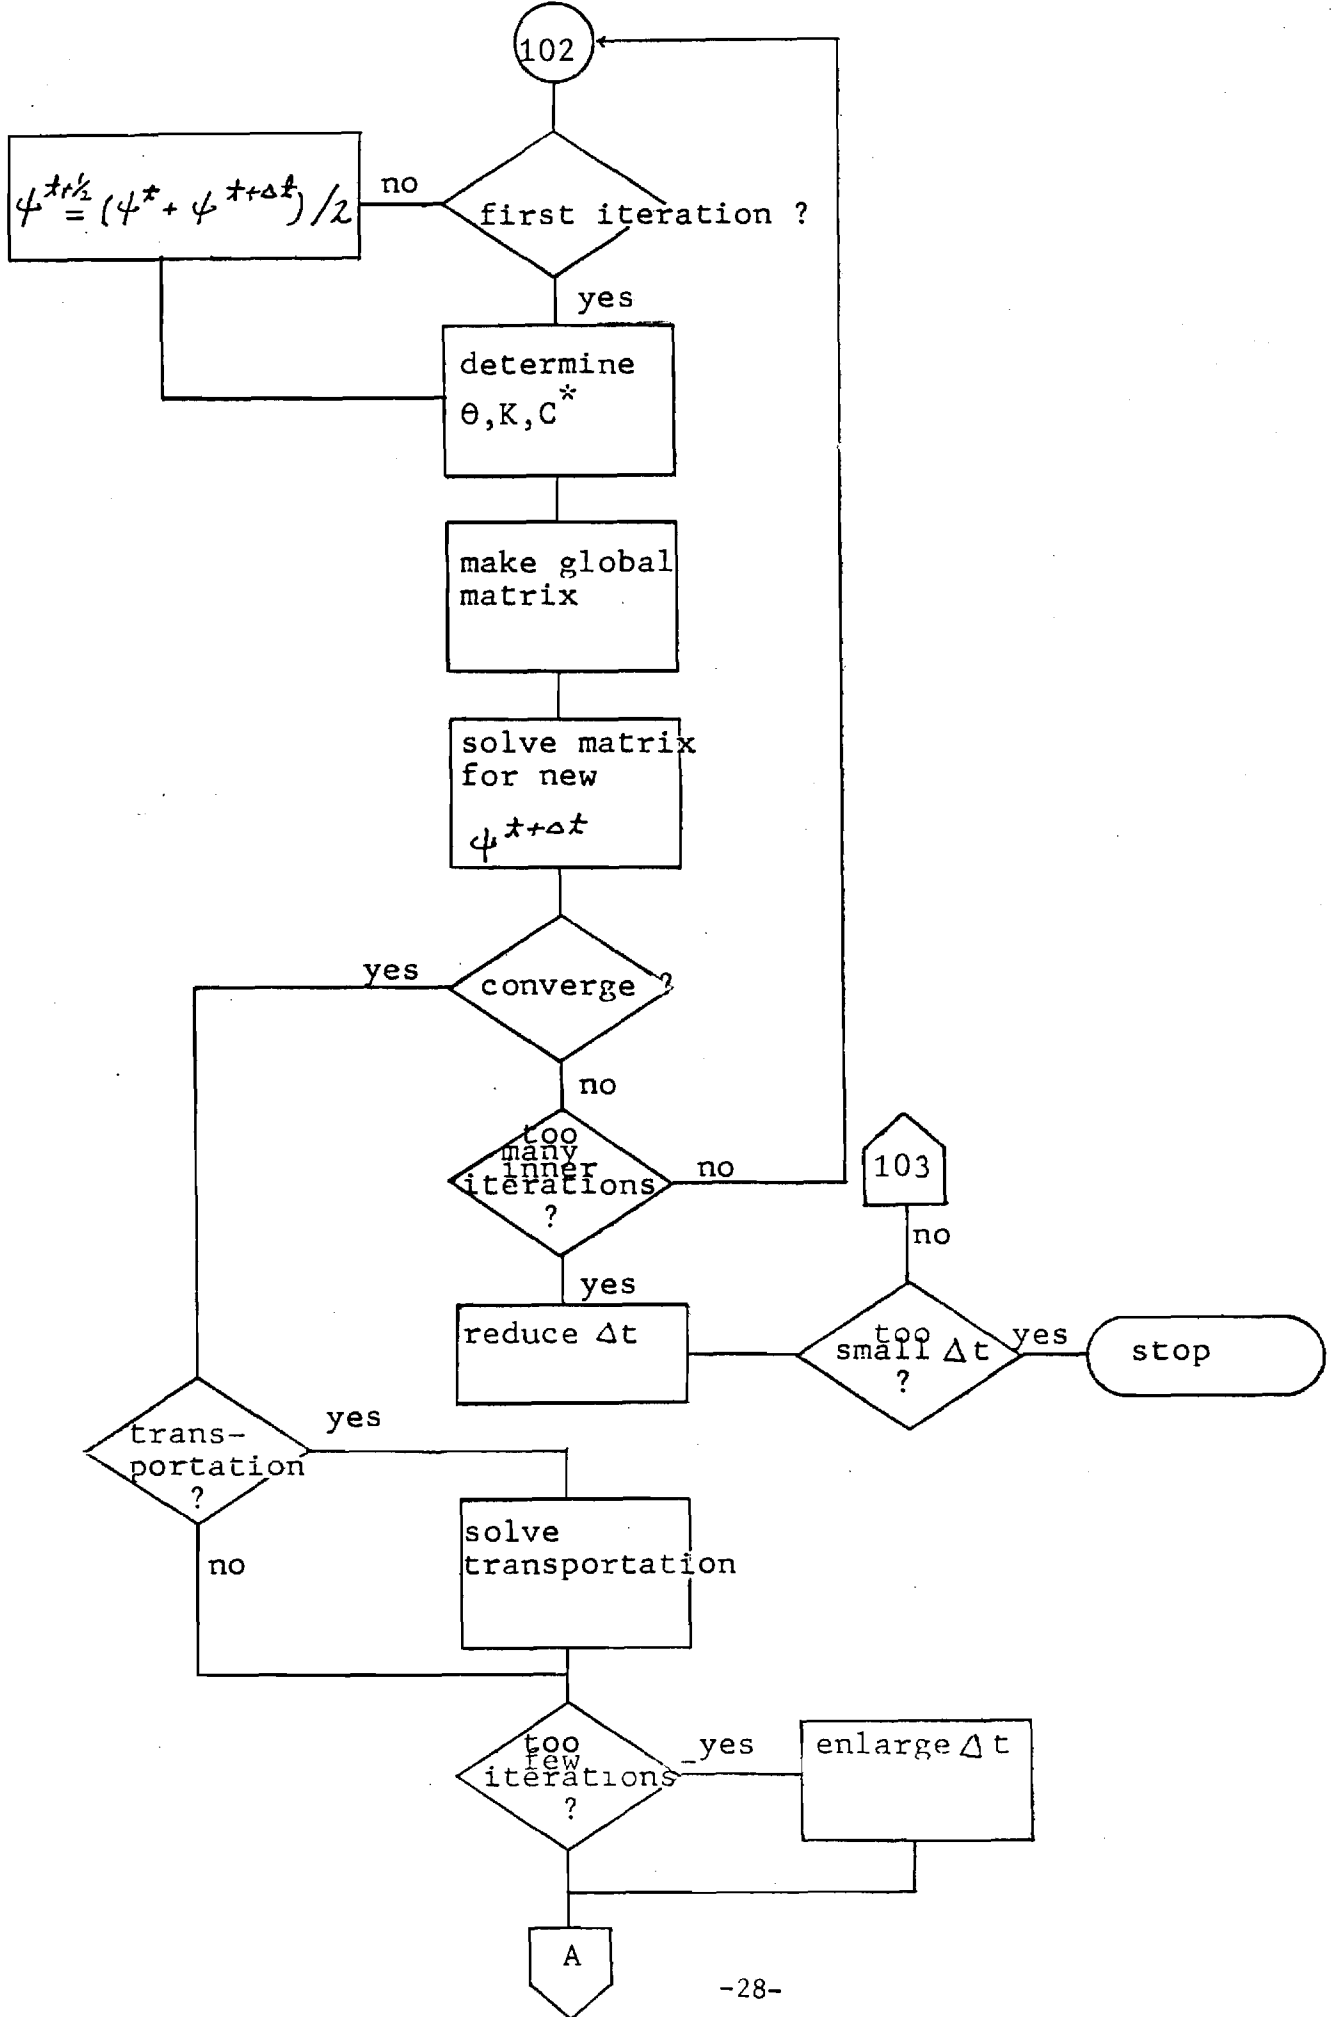 102
ψ^{t+½} = (ψ^t + ψ^{t+Δt})/2
no
first iteration ?
yes
determine
θ,K,C*
make global
matrix
solve matrix
for new
ψ^{t+Δt}
yes
converge ?
no
too
many
inner
iterations
?
no
103
no
yes
reduce Δt
too
small Δt
?
yes
stop
trans-
portation
?
yes
no
solve
transportation
too
few
iterations
?
yes
enlarge Δt
A
-28-